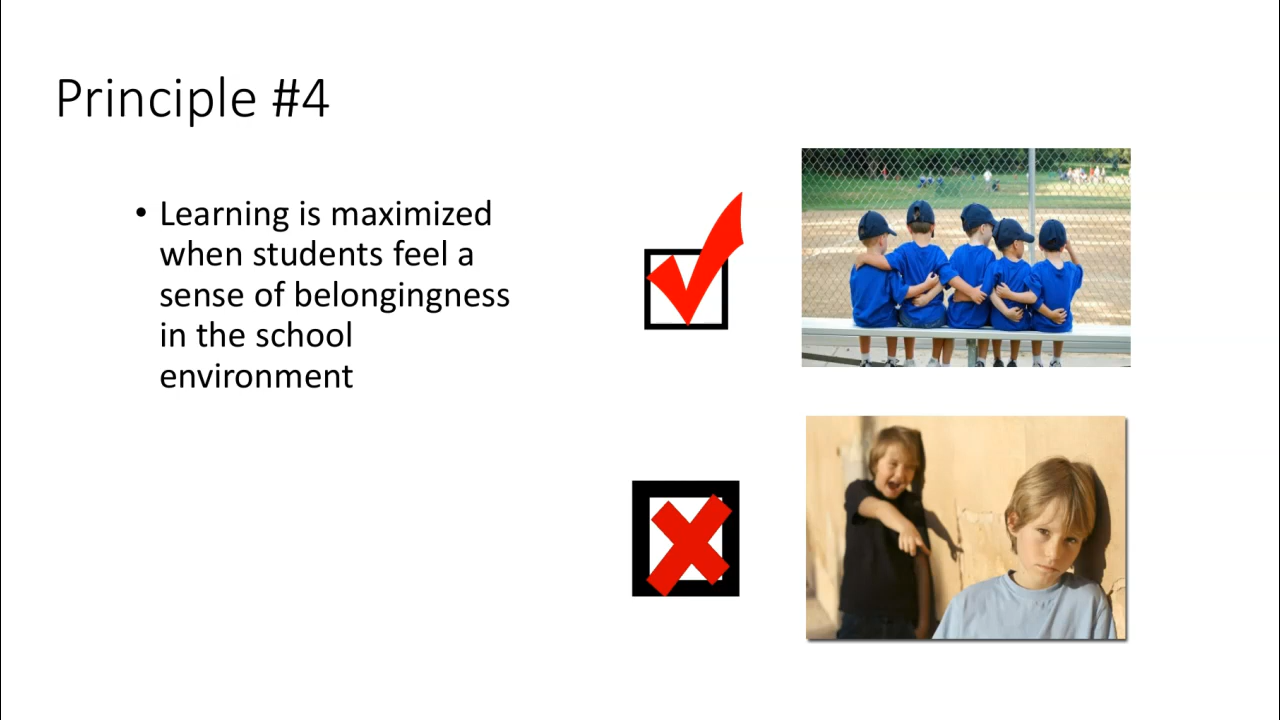 Principle #4
• Learning is maximized
when students feel a
sense of belongingness
in the school
environment